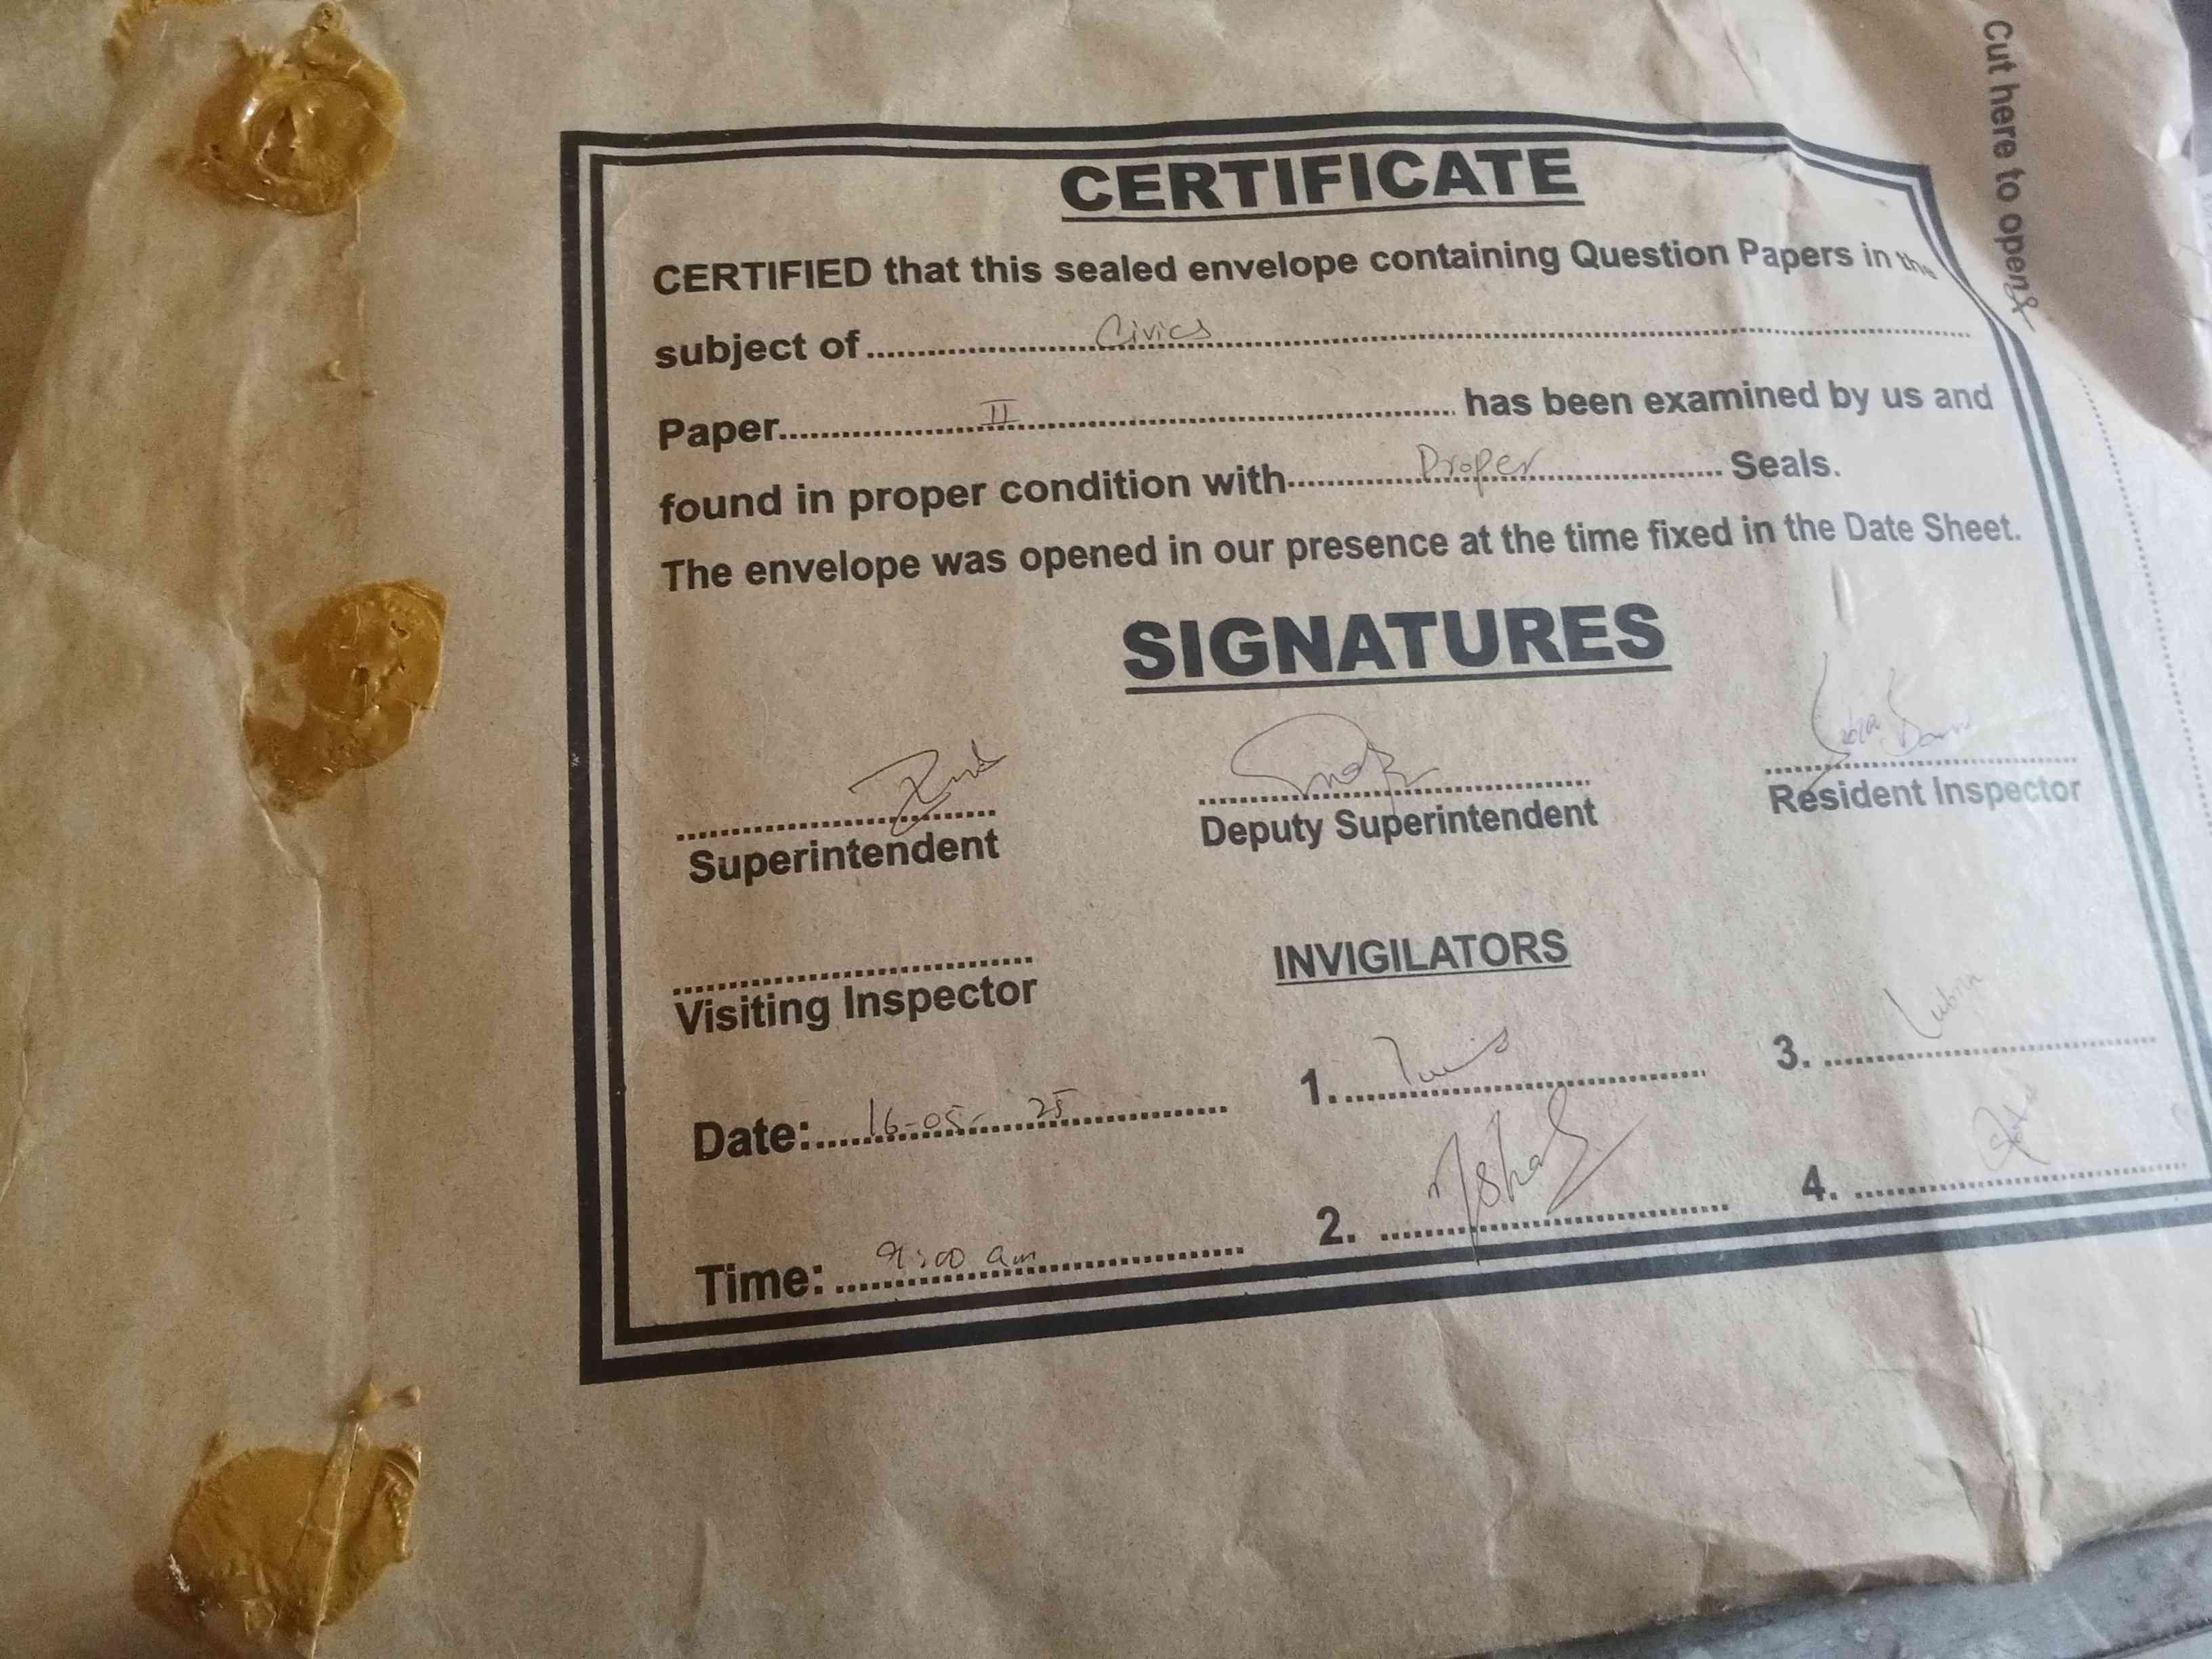 Cut here to open
CERTIFICATE
CERTIFIED that this sealed envelope containing Question Papers in the
subject of Civics
Paper II has been examined by us and
found in proper condition with Proper Seals.
The envelope was opened in our presence at the time fixed in the Date Sheet.
SIGNATURES
Superintendent Deputy Superintendent Resident Inspector
Visiting Inspector INVIGILATORS
Date: 16-05-25 1. 3.
Time: 9:00 am 2. 4.